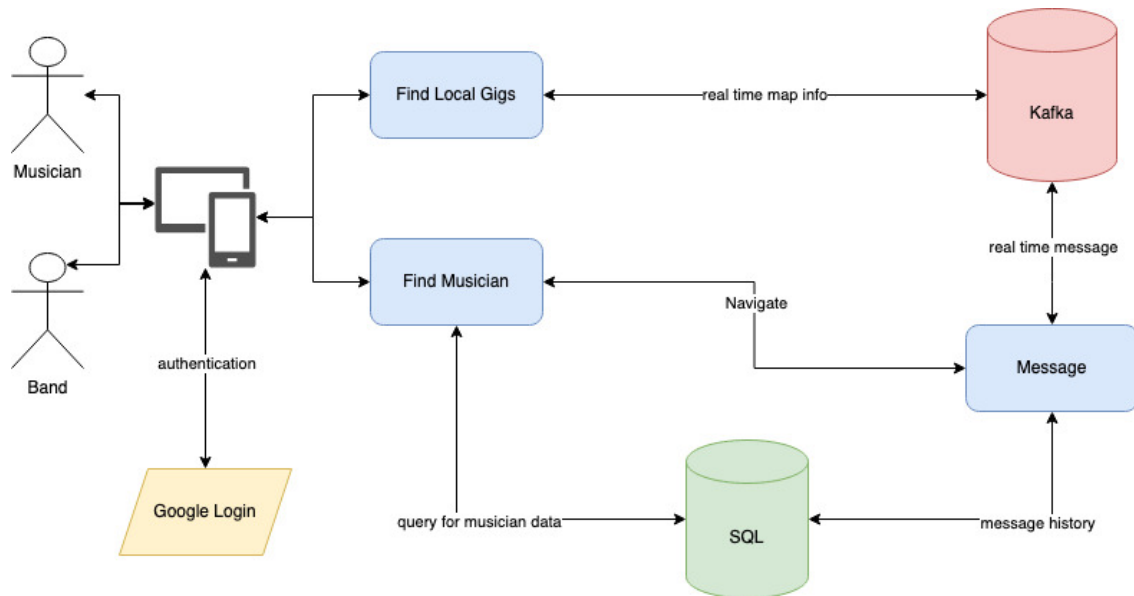 Find Local Gigs
real time map info
Kafka
Musician
real time message
Find Musician
Navigate
authentication
Message
Band
Google Login
query for musician data
SQL
message history